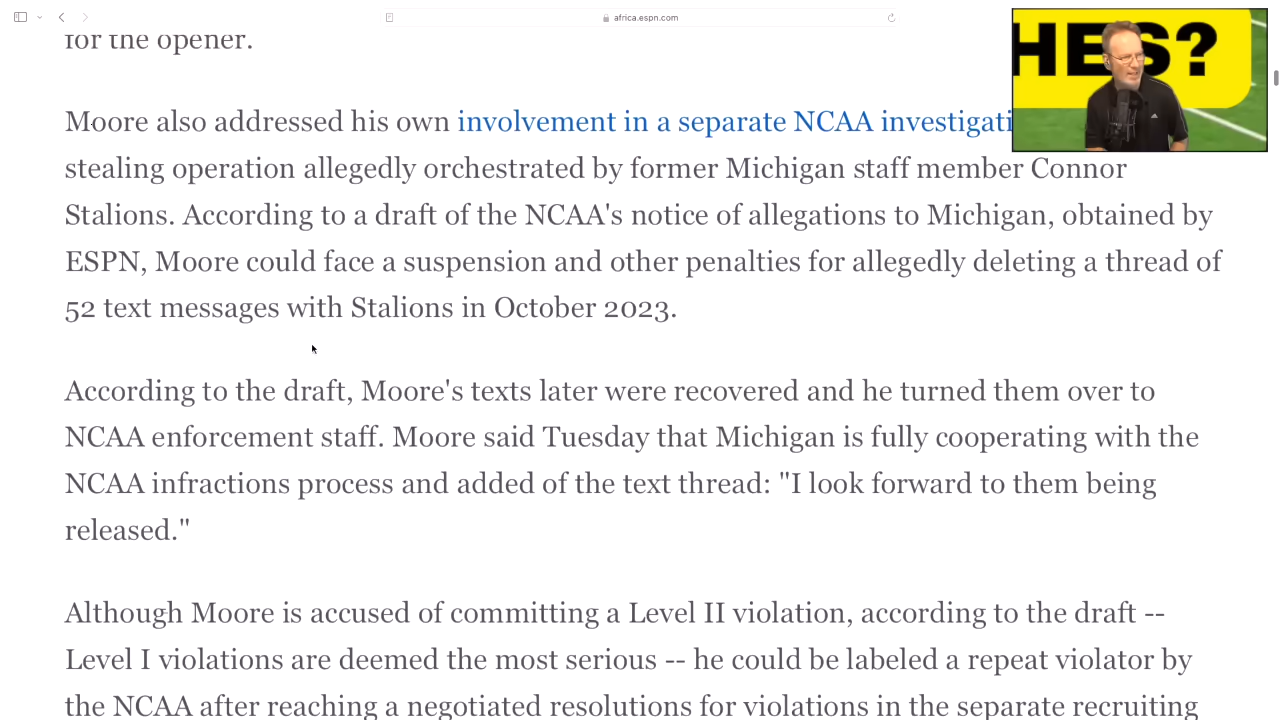 africa.espn.com
for the opener.
HES?
Moore also addressed his own involvement in a separate NCAA
stealing operation allegedly orchestrated by former Michigan staff member Connor
Stalions. According to a draft of the NCAA's notice of allegations to Michigan, obtained by
ESPN, Moore could face a suspension and other penalties for allegedly deleting a thread of
52 text messages with Stalions in October 2023.
According to the draft, Moore's texts later were recovered and he turned them over to
NCAA enforcement staff. Moore said Tuesday that Michigan is fully cooperating with the
NCAA infractions process and added of the text thread: "I look forward to them being
released."
Although Moore is accused of committing a Level II violation, according to the draft --
Level I violations are deemed the most serious -- he could be labeled a repeat violator by
the NCAA after reaching a negotiated resolutions for violations in the separate recruiting